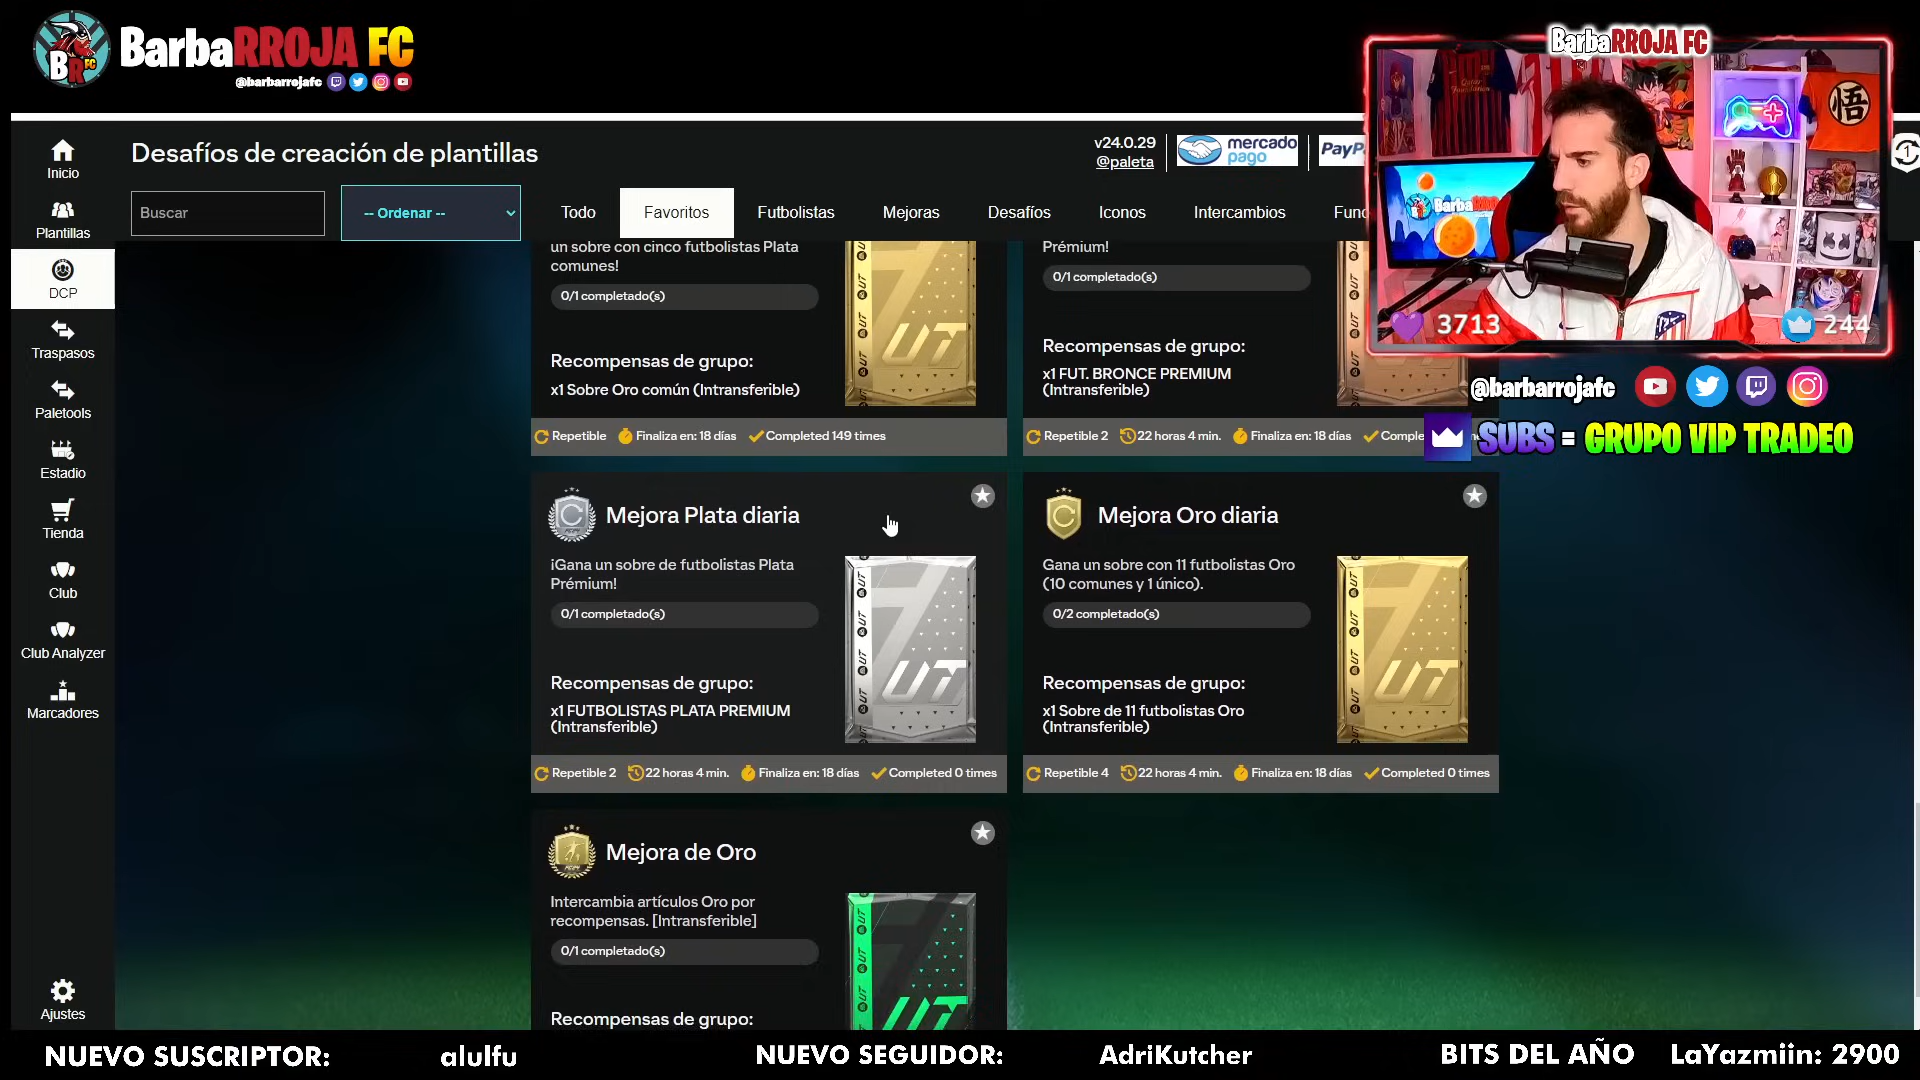 BarbaRROJA FC
@barbarrojafc
BarbaRROJA FC
Desafíos de creación de plantillas
v24.0.29
@paleta
mercado
pago
PayP
1
Buscar
-- Ordenar --
Todo
Favoritos
Futbolistas
Mejoras
Desafíos
Iconos
Intercambios
Fund
Inicio
Plantillas
DCP
Traspasos
Paletools
Estadio
Tienda
Club
Club Analyzer
Marcadores
Ajustes
un sobre con cinco futbolistas Plata
comunes!
0/1 completado(s)
Recompensas de grupo:
x1 Sobre Oro común (Intransferible)
Repetible
Finaliza en: 18 días
Completed 149 times
Prémium!
0/1 completado(s)
Recompensas de grupo:
x1 FUT. BRONCE PREMIUM
(Intransferible)
Repetible 2
22 horas 4 min.
Finaliza en: 18 días
3713
244
@barbarrojafc
SUBS = GRUPO VIP TRADEO
Mejora Plata diaria
¡Gana un sobre de futbolistas Plata
Prémium!
0/1 completado(s)
Recompensas de grupo:
x1 FUTBOLISTAS PLATA PREMIUM
(Intransferible)
Repetible 2
22 horas 4 min.
Finaliza en: 18 días
Completed 0 times
Mejora Oro diaria
Gana un sobre con 11 futbolistas Oro
(10 comunes y 1 único).
0/2 completado(s)
Recompensas de grupo:
x1 Sobre de 11 futbolistas Oro
(Intransferible)
Repetible 4
22 horas 4 min.
Finaliza en: 18 días
Completed 0 times
Mejora de Oro
Intercambia artículos Oro por
recompensas. [Intransferible]
0/1 completado(s)
Recompensas de grupo:
NUEVO SUSCRIPTOR:
alulfu
NUEVO SEGUIDOR:
AdriKutcher
BITS DEL AÑO
LaYazmiin: 2900